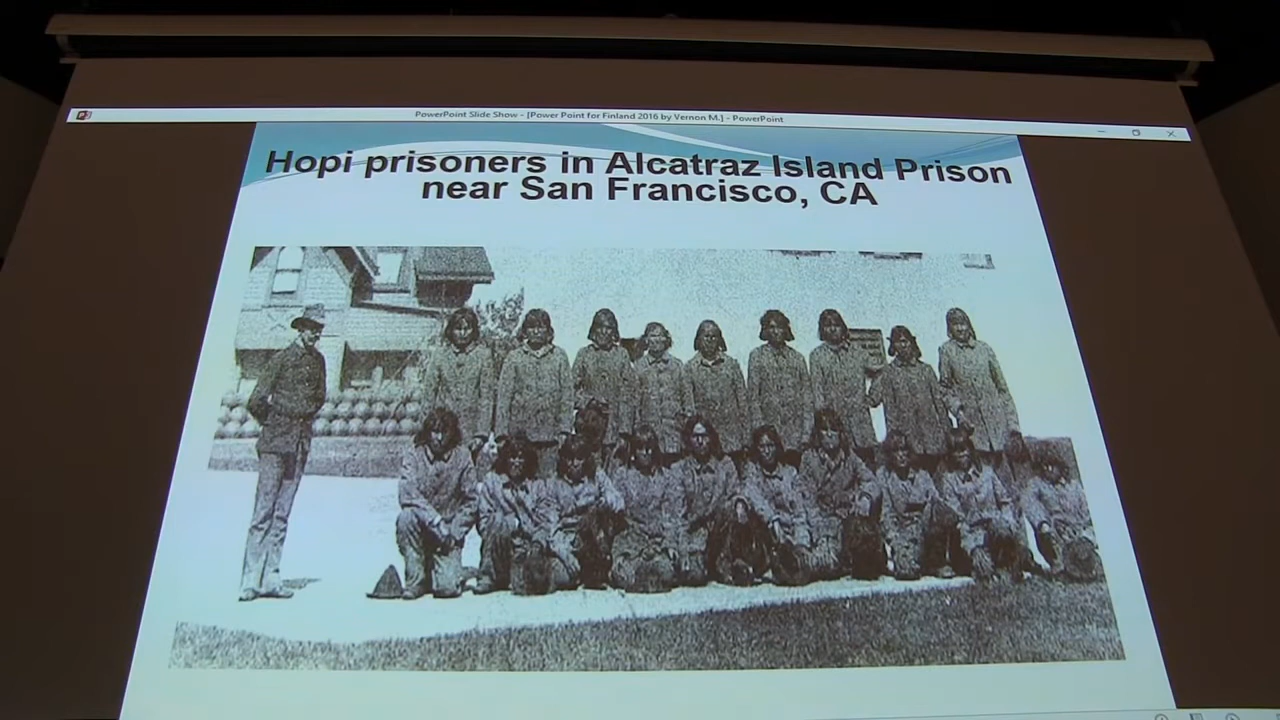 PowerPoint Slide Show - [Power Point for Finland 2016 by Vernon M.] - PowerPoint
Hopi prisoners in Alcatraz Island Prison
near San Francisco, CA